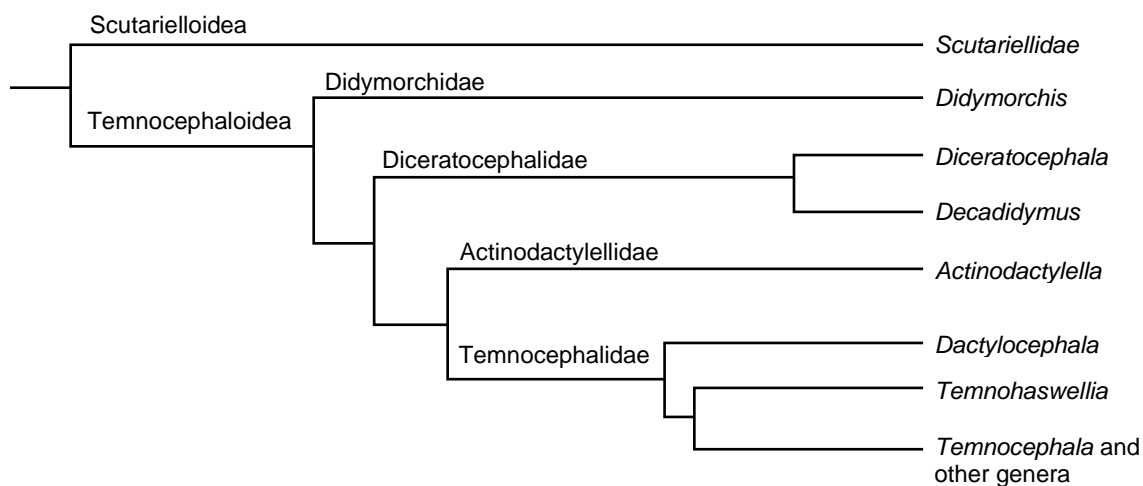 Scutarielloidea
Scutariellidae
Didymorchidae
Didymorchis
Temnocephaloidea
Diceratocephalidae
Diceratocephala
Decadidymus
Actinodactylellidae
Actinodactylella
Dactylocephala
Temnocephalidae
Temnohaswellia
Temnocephala and
other genera